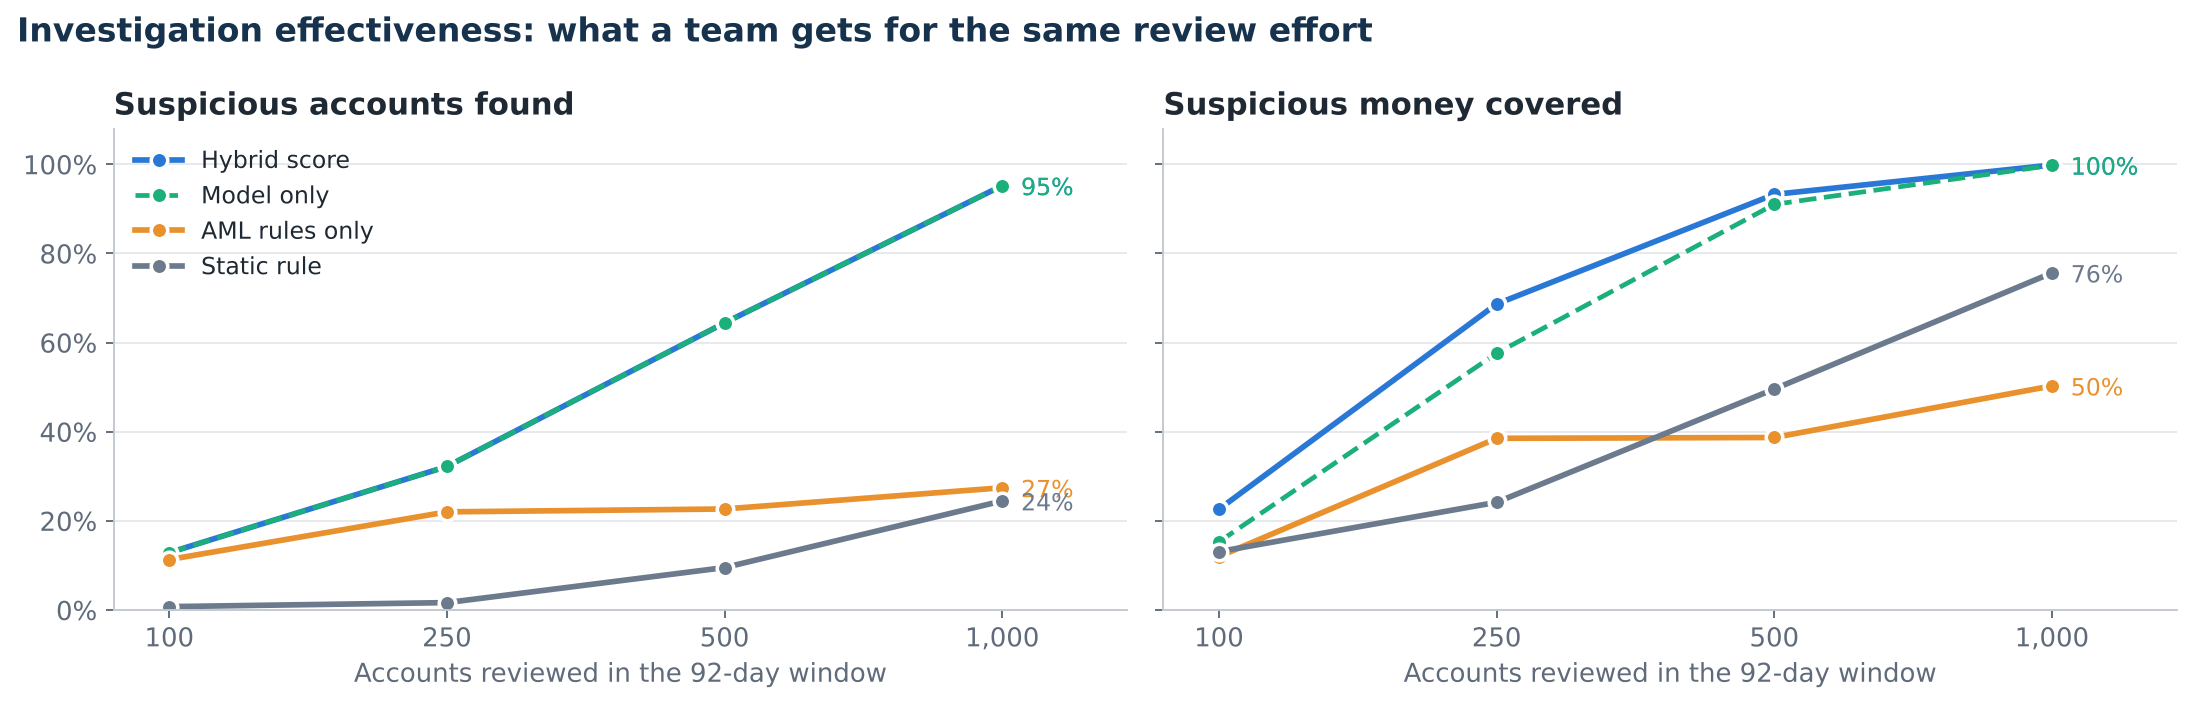 Investigation effectiveness: what a team gets for the same review effort
Suspicious accounts found
100%
80%
60%
40%
20%
0%
Hybrid score
Model only
AML rules only
Static rule
95%
27%
24%
100
250
500
1,000
Accounts reviewed in the 92-day window
Suspicious money covered
100%
76%
50%
100
250
500
1,000
Accounts reviewed in the 92-day window